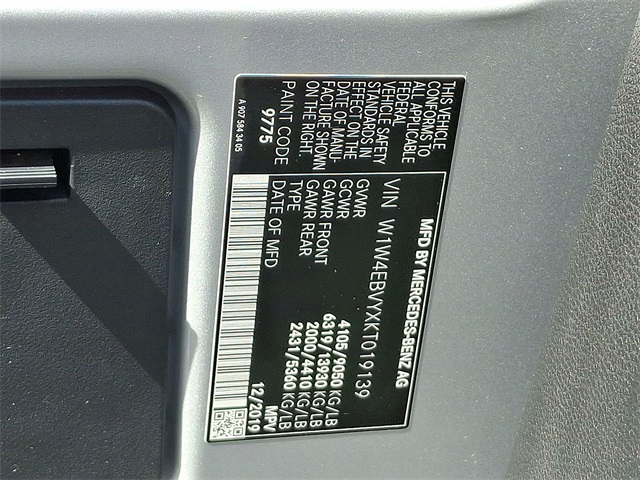 MFD BY MERCEDES-BENZ AG
VIN W1W4EBVYXKT019139
GVWR 4105/9050 KG/LB
GCWR 6319/13930 KG/LB
GAWR FRONT 2000/4410 KG/LB
GAWR REAR 2431/5360 KG/LB
TYPE MPV
DATE OF MFD 12/2019
THIS VEHICLE
CONFORMS TO
ALL APPLICABLE
FEDERAL
VEHICLE SAFETY
STANDARDS IN
EFFECT ON THE
DATE OF MANU-
FACTURE SHOWN
ON THE RIGHT.
PAINT CODE
9775
A 907 584 34 05